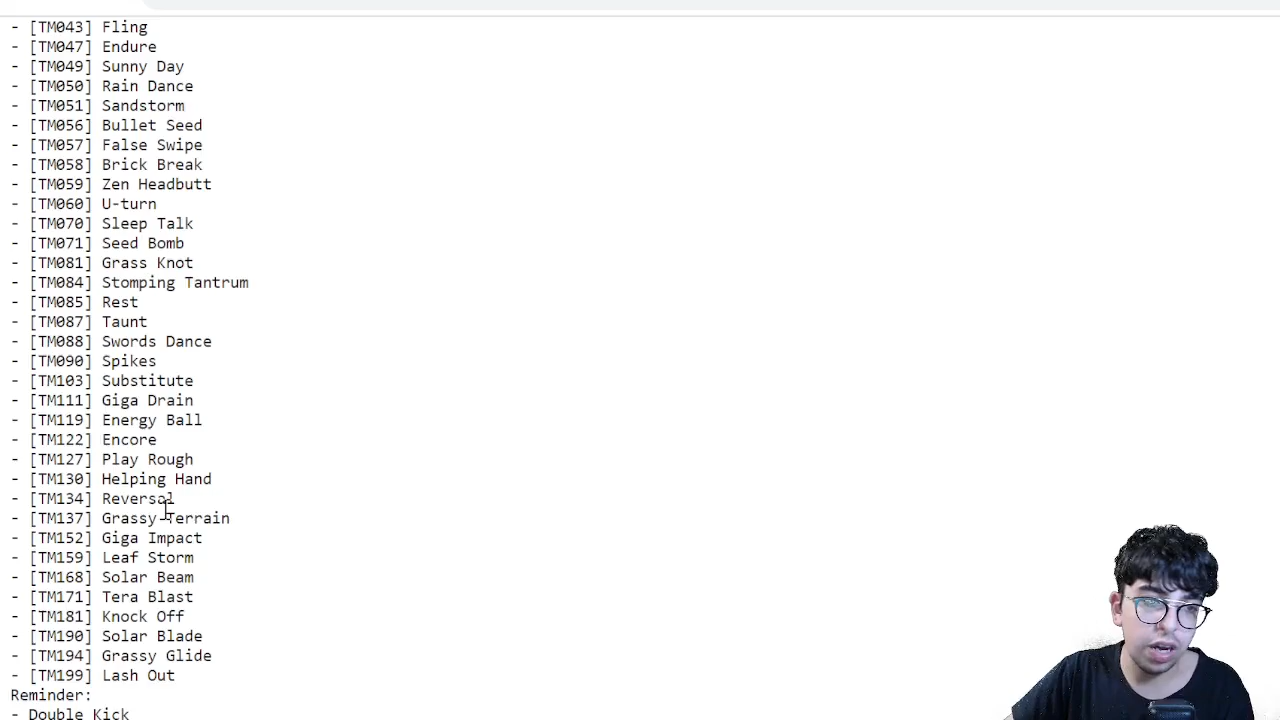 - [TM043] Fling
- [TM047] Endure
- [TM049] Sunny Day
- [TM050] Rain Dance
- [TM051] Sandstorm
- [TM056] Bullet Seed
- [TM057] False Swipe
- [TM058] Brick Break
- [TM059] Zen Headbutt
- [TM060] U-turn
- [TM070] Sleep Talk
- [TM071] Seed Bomb
- [TM081] Grass Knot
- [TM084] Stomping Tantrum
- [TM085] Rest
- [TM087] Taunt
- [TM088] Swords Dance
- [TM090] Spikes
- [TM103] Substitute
- [TM111] Giga Drain
- [TM119] Energy Ball
- [TM122] Encore
- [TM127] Play Rough
- [TM130] Helping Hand
- [TM134] Reversal
- [TM137] Grassy Terrain
- [TM152] Giga Impact
- [TM159] Leaf Storm
- [TM168] Solar Beam
- [TM171] Tera Blast
- [TM181] Knock Off
- [TM190] Solar Blade
- [TM194] Grassy Glide
- [TM199] Lash Out
Reminder:
- Double Kick